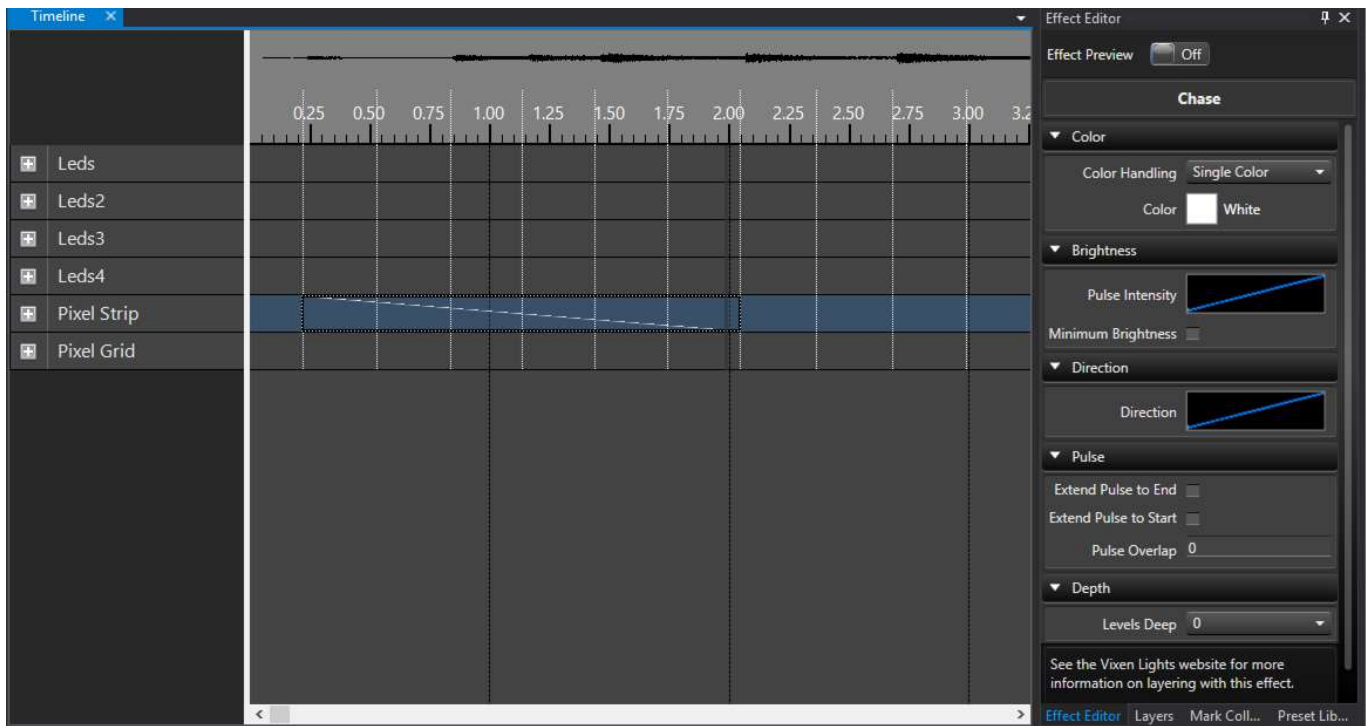 Timeline
0.25 0.50 0.75 1.00 1.25 1.50 1.75 2.00 2.25 2.50 2.75 3.00 3.2
Leds
Leds2
Leds3
Leds4
Pixel Strip
Pixel Grid
Effect Editor
Effect Preview Off
Chase
Color
Color Handling Single Color
Color White
Brightness
Pulse Intensity
Minimum Brightness
Direction
Direction
Pulse
Extend Pulse to End
Extend Pulse to Start
Pulse Overlap 0
Depth
Levels Deep 0
See the Vixen Lights website for more
information on layering with this effect.
Effect Editor Layers Mark Coll... Preset Lib...